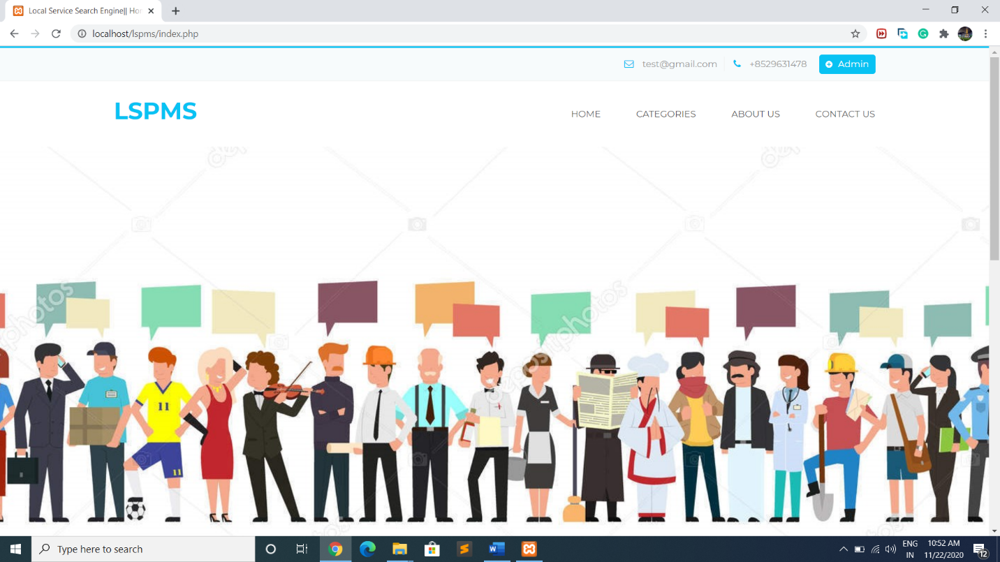 Local Service Search Engine|| Hor
localhost/lspms/index.php
test@gmail.com
+8529631478
Admin
LSPMS
HOME
CATEGORIES
ABOUT US
CONTACT US
11
11
Type here to search
ENG
IN
10:52 AM
11/22/2020
12